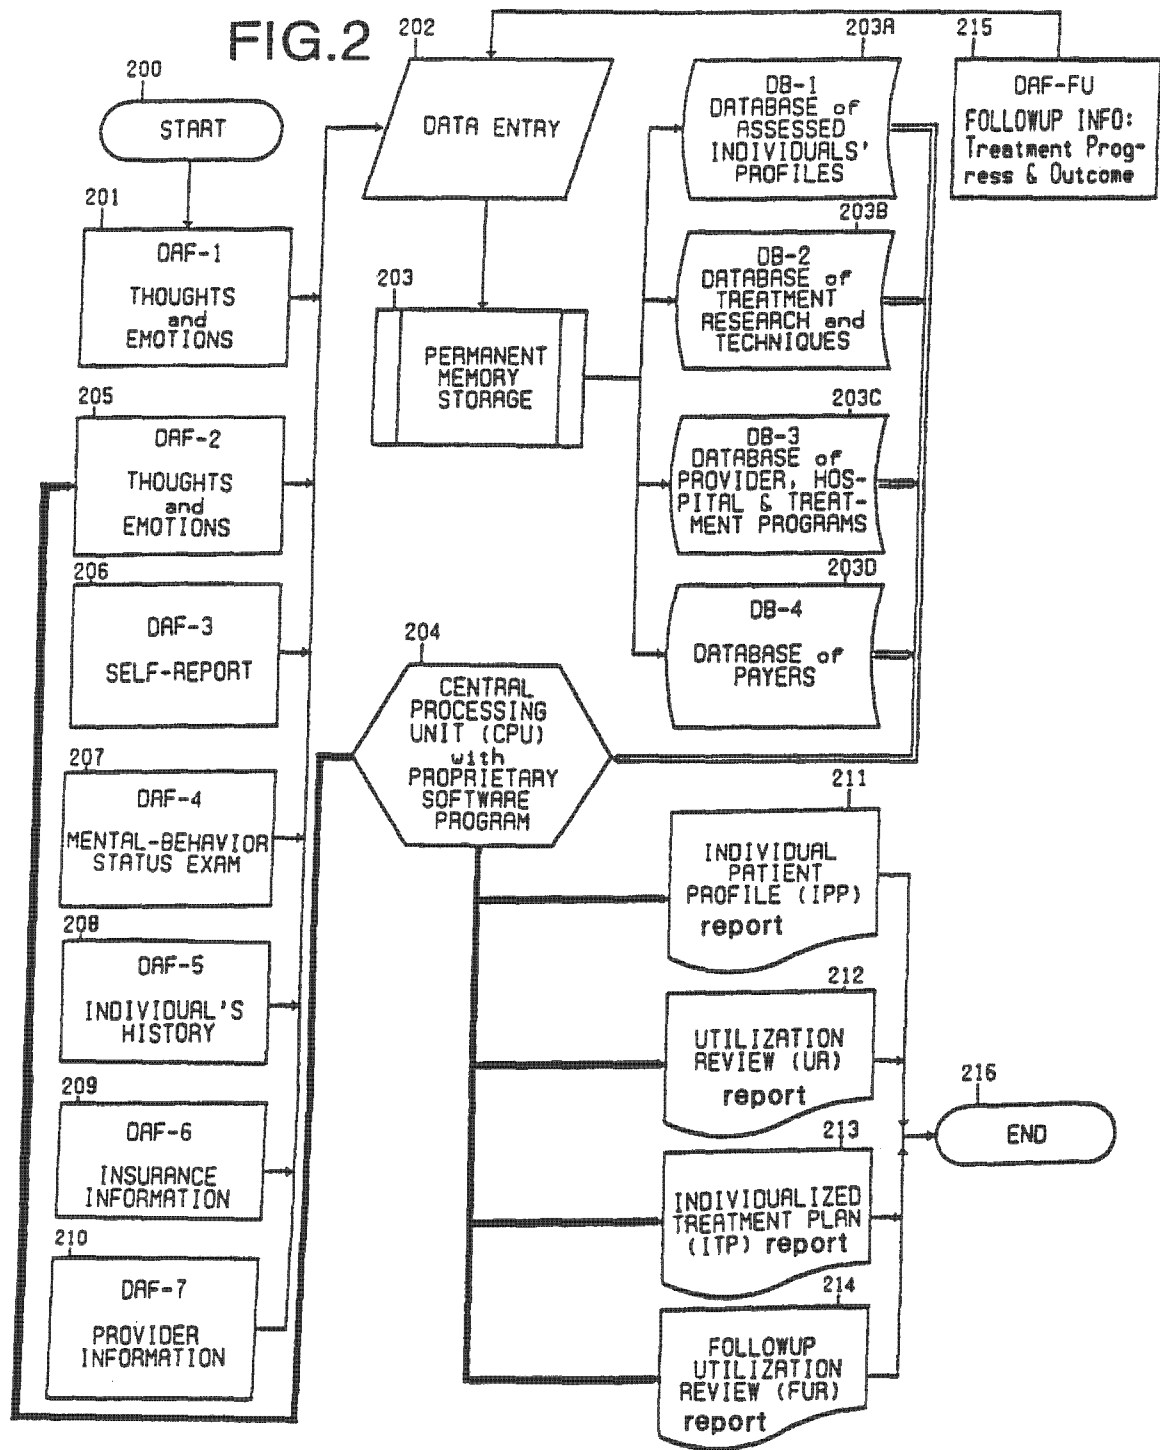 FIG.2
200
START
201
DAF-1
THOUGHTS
and
EMOTIONS
205
DAF-2
THOUGHTS
and
EMOTIONS
206
DAF-3
SELF-REPORT
207
DAF-4
MENTAL-BEHAVIOR
STATUS EXAM
208
DAF-5
INDIVIDUAL'S
HISTORY
209
DAF-6
INSURANCE
INFORMATION
210
DAF-7
PROVIDER
INFORMATION
202
DATA ENTRY
203
PERMANENT
MEMORY
STORAGE
203A
DB-1
DATABASE of
ASSESSED
INDIVIDUALS'
PROFILES
203B
DB-2
DATABASE of
TREATMENT
RESEARCH and
TECHNIQUES
203C
DB-3
DATABASE of
PROVIDER, HOS-
PITAL & TREAT-
MENT PROGRAMS
203D
DB-4
DATABASE of
PAYERS
215
DAF-FU
FOLLOWUP INFO:
Treatment Prog-
ress & Outcome
204
CENTRAL
PROCESSING
UNIT (CPU)
with
PROPRIETARY
SOFTWARE
PROGRAM
211
INDIVIDUAL
PATIENT
PROFILE (IPP)
report
212
UTILIZATION
REVIEW (UR)
report
213
INDIVIDUALIZED
TREATMENT PLAN
(ITP) report
214
FOLLOWUP
UTILIZATION
REVIEW (FUR)
report
216
END